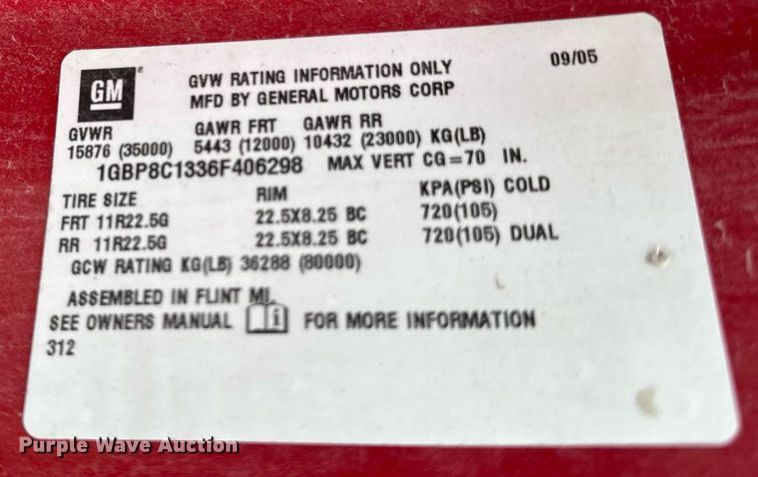 GM ®
GVW RATING INFORMATION ONLY 09/05
MFD BY GENERAL MOTORS CORP
GVWR GAWR FRT GAWR RR
15876 (35000) 5443 (12000) 10432 (23000) KG(LB)
1GBP8C1336F406298 MAX VERT CG=70 IN.
TIRE SIZE RIM KPA(PSI) COLD
FRT 11R22.5G 22.5X8.25 BC 720(105)
RR 11R22.5G 22.5X8.25 BC 720(105) DUAL
GCW RATING KG(LB) 36288 (80000)
ASSEMBLED IN FLINT MI.
SEE OWNERS MANUAL i FOR MORE INFORMATION
312
Purple Wave Auction